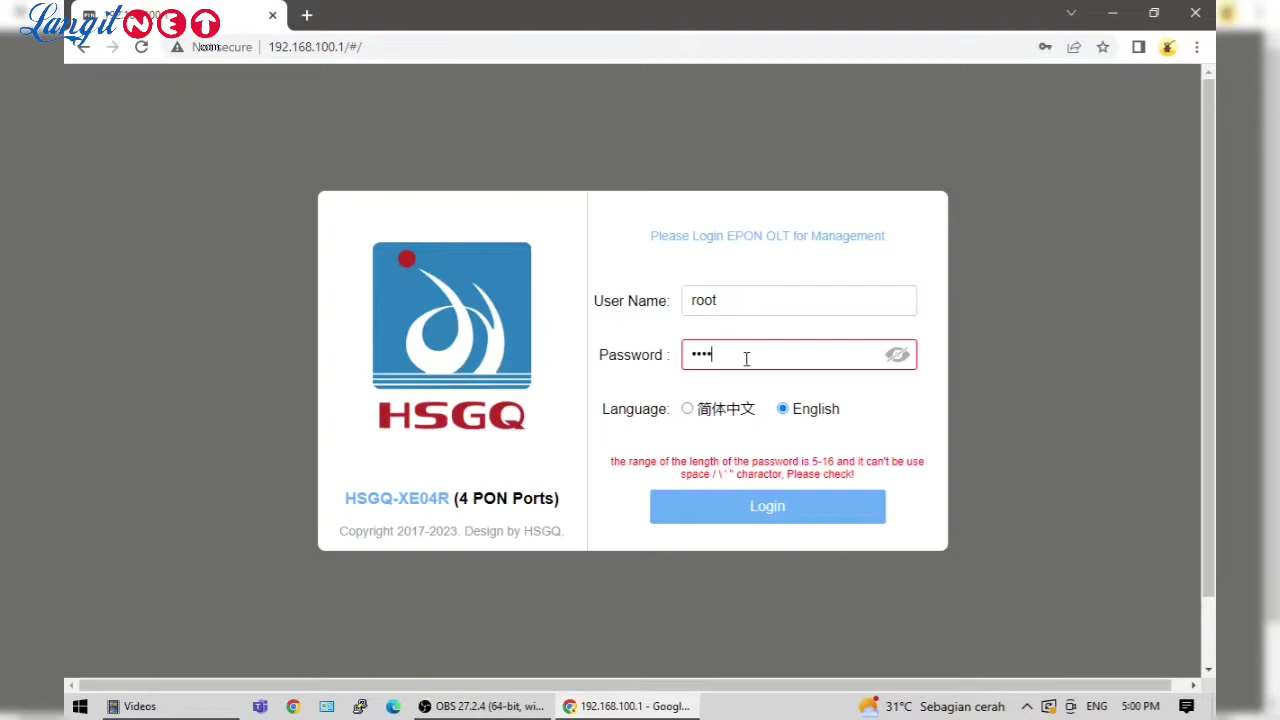 Langit NET
.com
Not secure
192.168.100.1/#/
Please Login EPON OLT for Management
User Name:
root
Password :
••••
Language:
简体中文
English
the range of the length of the password is 5-16 and it can't be use
space / \ ' " charactor, Please check!
Login
HSGQ
HSGQ-XE04R (4 PON Ports)
Copyright 2017-2023. Design by HSGQ.
Videos
OBS 27.2.4 (64-bit, wi...
192.168.100.1 - Googl...
31°C Sebagian cerah
ENG
5:00 PM